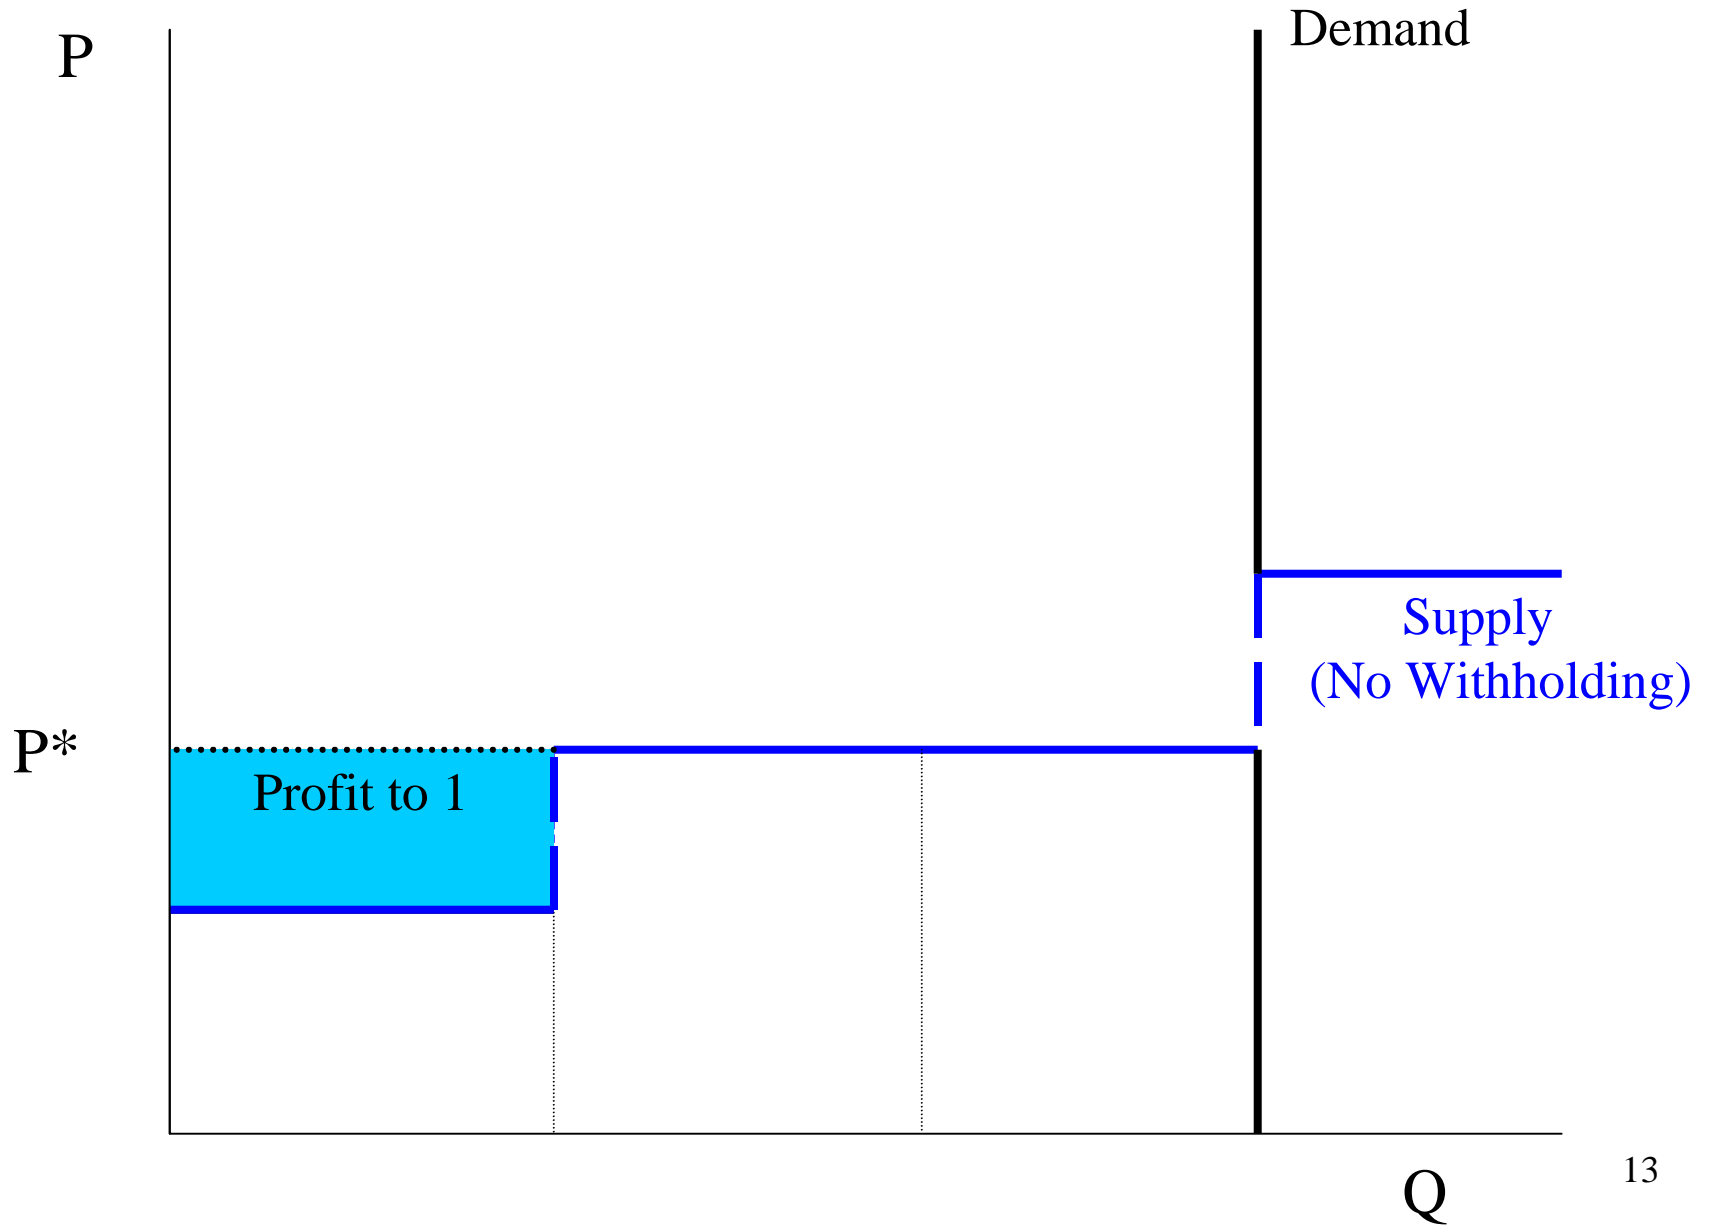 P
Demand
Supply
(No Withholding)
P*
Profit to 1
Q
13